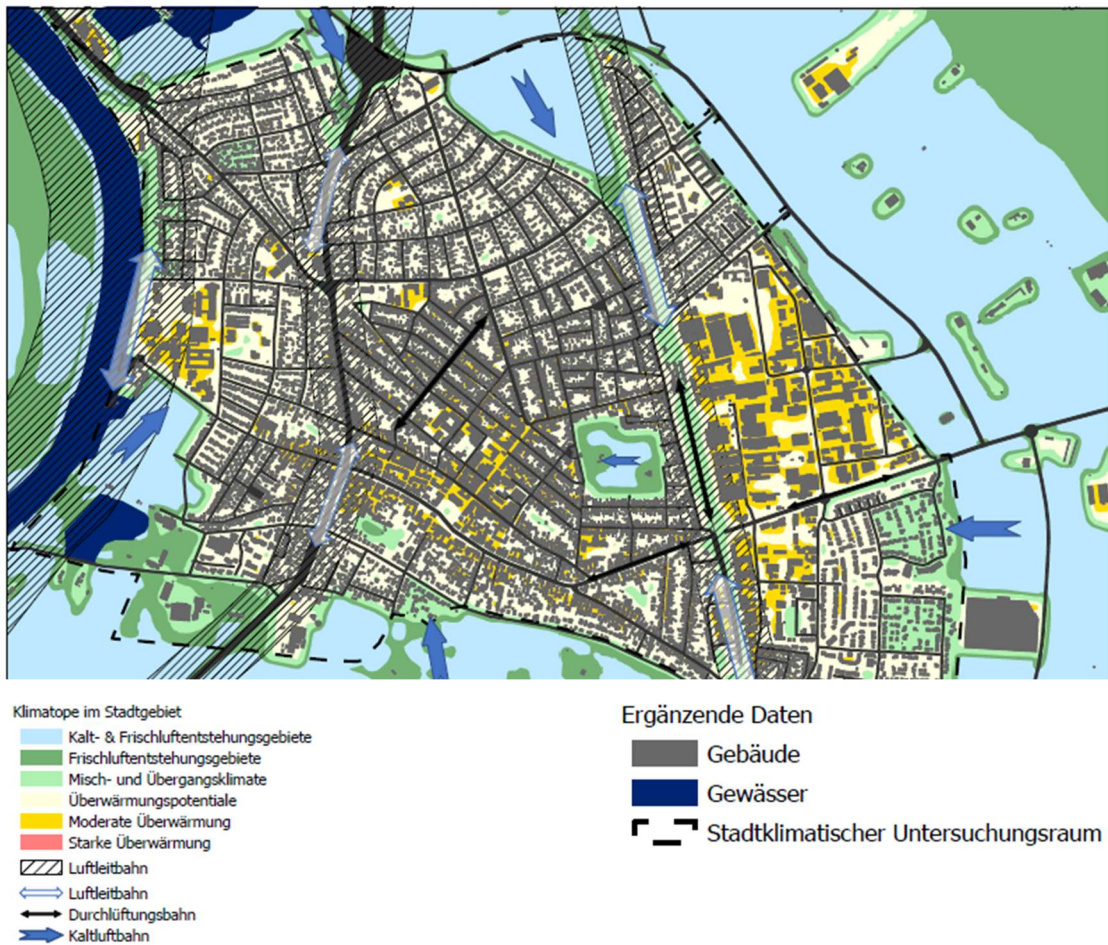 Klimatope im Stadtgebiet
Kalt- & Frischluftentstehungsgebiete
Frischluftentstehungsgebiete
Misch- und Übergangsklimate
Überwärmungspotentiale
Moderate Überwärmung
Starke Überwärmung
Luftleitbahn
Luftleitbahn
Durchlüftungsbahn
Kaltluftbahn
Ergänzende Daten
Gebäude
Gewässer
Stadtklimatischer Untersuchungsraum